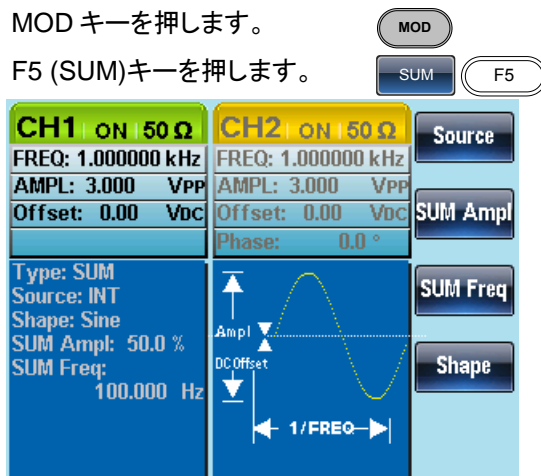 MOD キーを押します。
MOD
F5 (SUM)キーを押します。
SUM F5
CH1 ON 50 Ω
FREQ: 1.000000 kHz
AMPL: 3.000 VPP
Offset: 0.00 VDC
CH2 ON 50 Ω
FREQ: 1.000000 kHz
AMPL: 3.000 VPP
Offset: 0.00 VDC
Phase: 0.0 °
Source
SUM Ampl
SUM Freq
Shape
Type: SUM
Source: INT
Shape: Sine
SUM Ampl: 50.0 %
SUM Freq:
100.000 Hz
Ampl
DC Offset
1/FREQ